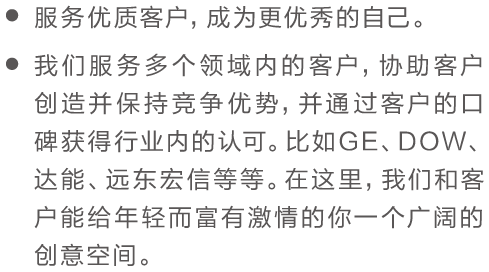 ● 服务优质客户，成为更优秀的自己。
● 我们服务多个领域内的客户，协助客户
创造并保持竞争优势，并通过客户的口
碑获得行业内的认可。比如GE、DOW、
达能、远东宏信等等。在这里，我们和客
户能给年轻而富有激情的你一个广阔的
创意空间。